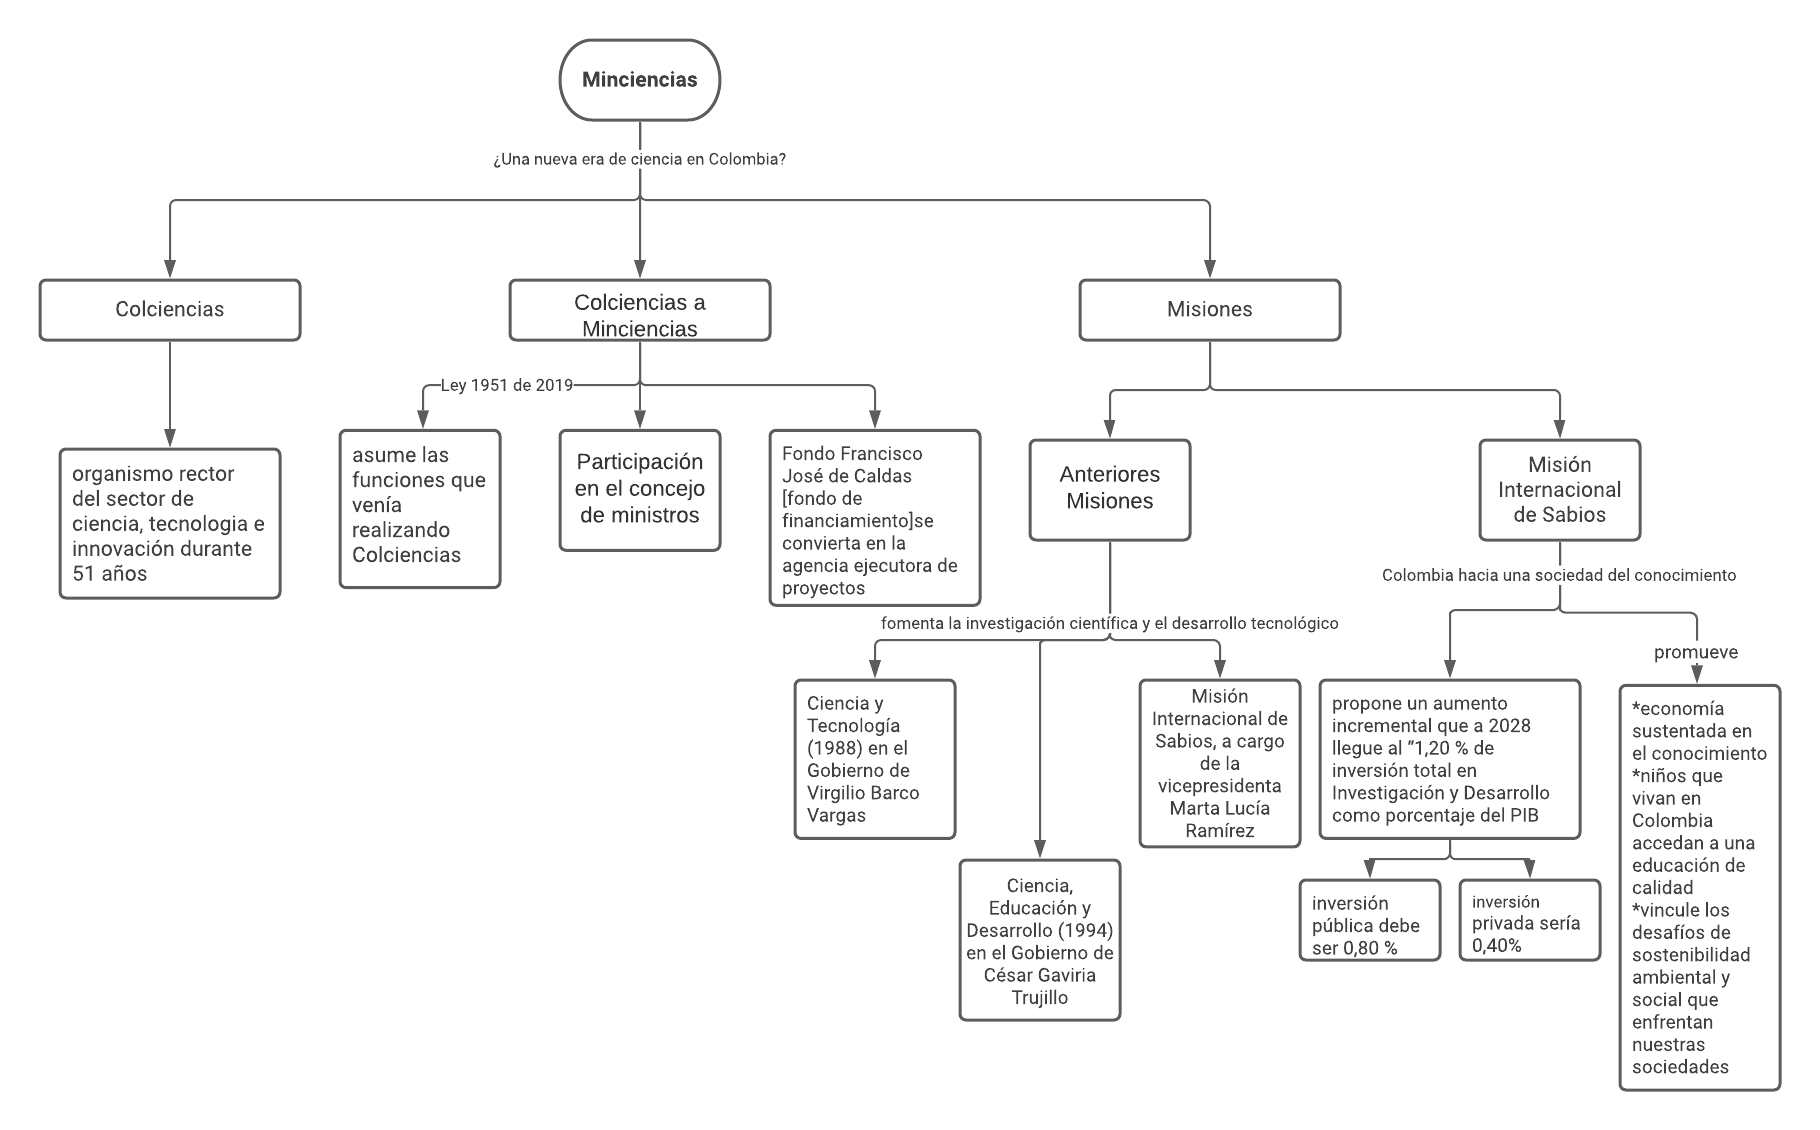 Minciencias
¿Una nueva era de ciencia en Colombia?
Colciencias
Colciencias a
Minciencias
Misiones
Ley 1951 de 2019
organismo rector
del sector de
ciencia, tecnologia e
innovación durante
51 años
asume las
funciones que
venía
realizando
Colciencias
Participación
en el concejo
de ministros
Fondo Francisco
José de Caldas
[fondo de
financiamiento]se
convierta en la
agencia ejecutora de
proyectos
Anteriores
Misiones
Misión
Internacional
de Sabios
Colombia hacia una sociedad del conocimiento
fomenta la investigación científica y el desarrollo tecnológico
promueve
Ciencia y
Tecnología
(1988) en el
Gobierno de
Virgilio Barco
Vargas
Ciencia,
Educación y
Desarrollo (1994)
en el Gobierno de
César Gaviria
Trujillo
Misión
Internacional de
Sabios, a cargo
de la
vicepresidenta
Marta Lucía
Ramírez
propone un aumento
incremental que a 2028
llegue al “1,20 % de
inversión total en
Investigación y Desarrollo
como porcentaje del PIB
inversión
pública debe
ser 0,80 %
inversión
privada sería
0,40%
*economía
sustentada en
el conocimiento
*niños que
vivan en
Colombia
accedan a una
educación de
calidad
*vincule los
desafíos de
sostenibilidad
ambiental y
social que
enfrentan
nuestras
sociedades